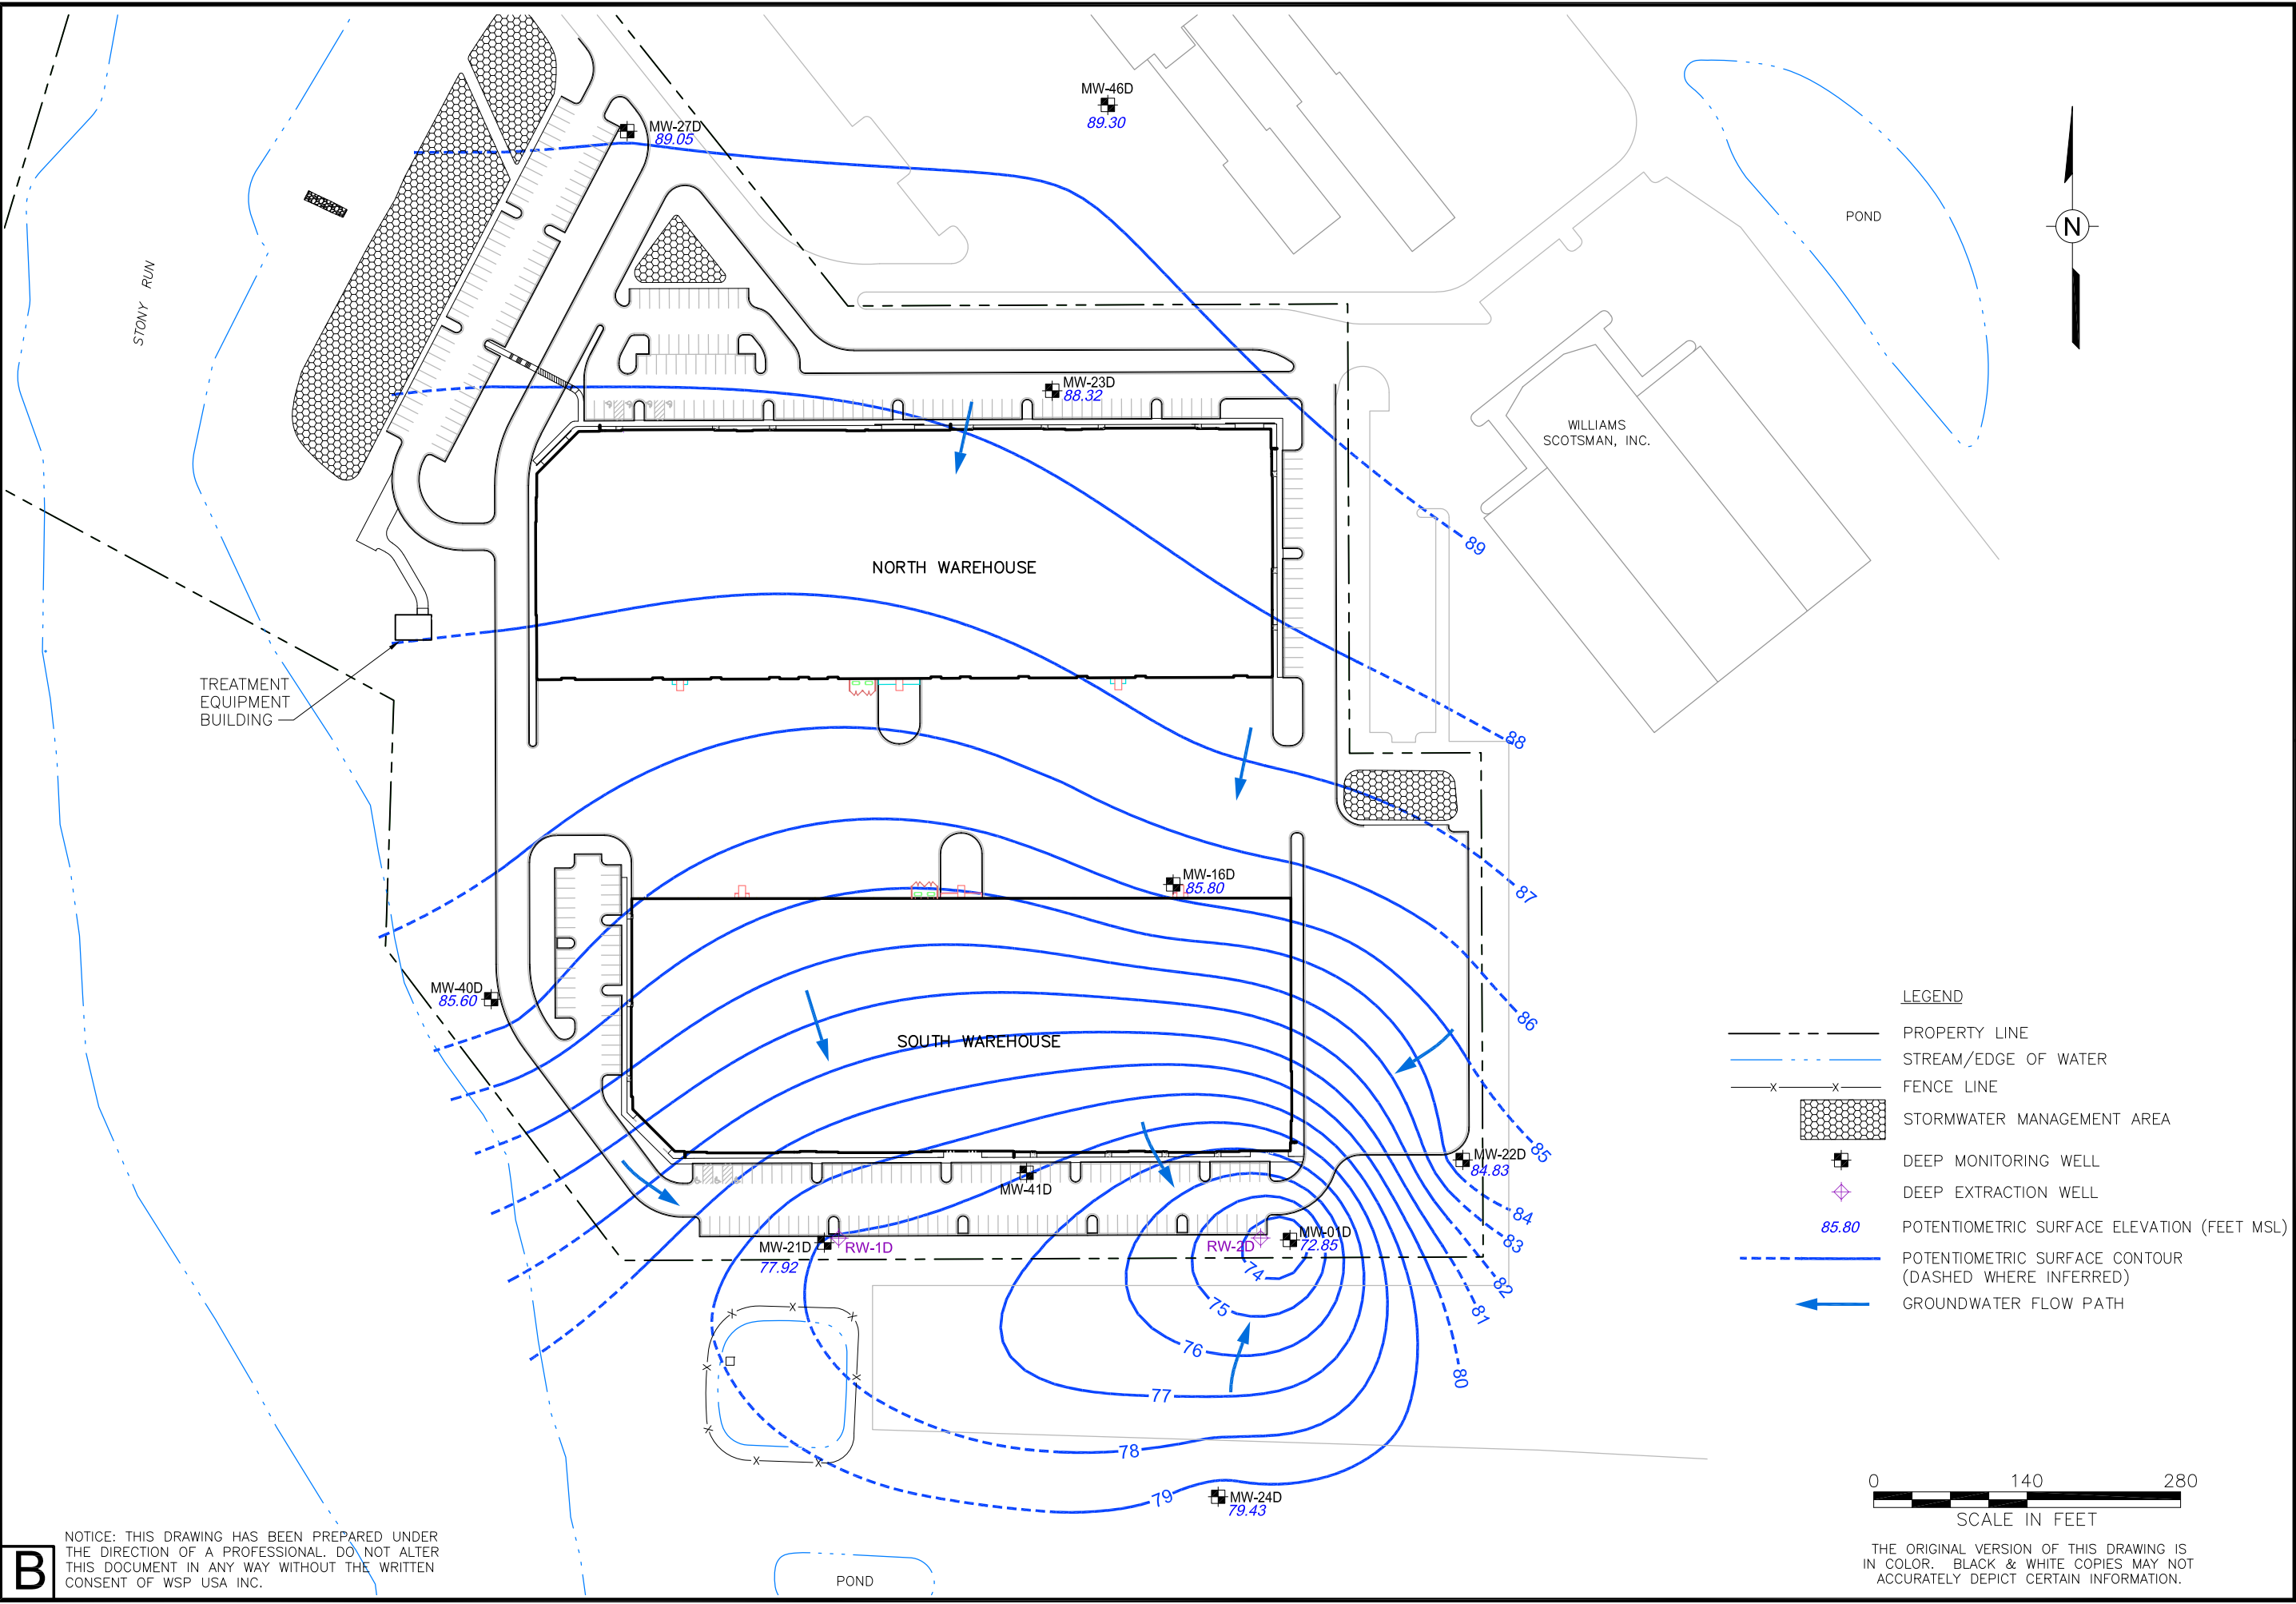 MW-46D
89.30
MW-27D
89.05
POND
N
STONY RUN
MW-23D
88.32
WILLIAMS
SCOTSMAN, INC.
89
NORTH WAREHOUSE
TREATMENT
EQUIPMENT
BUILDING
88
MW-16D
85.80
87
MW-40D
85.60
86
SOUTH WAREHOUSE
85
MW-22D
84.83
MW-41D
84
MW-21D
77.92
RW-1D
RW-2D
MW-01D
72.85
83
74
82
75
81
76
80
77
78
79
MW-24D
79.43
POND
LEGEND
PROPERTY LINE
STREAM/EDGE OF WATER
X X
FENCE LINE
STORMWATER MANAGEMENT AREA
DEEP MONITORING WELL
DEEP EXTRACTION WELL
85.80
POTENTIOMETRIC SURFACE ELEVATION (FEET MSL)
POTENTIOMETRIC SURFACE CONTOUR
(DASHED WHERE INFERRED)
GROUNDWATER FLOW PATH
0 140 280
SCALE IN FEET
THE ORIGINAL VERSION OF THIS DRAWING IS
IN COLOR. BLACK & WHITE COPIES MAY NOT
ACCURATELY DEPICT CERTAIN INFORMATION.
B
NOTICE: THIS DRAWING HAS BEEN PREPARED UNDER
THE DIRECTION OF A PROFESSIONAL. DO NOT ALTER
THIS DOCUMENT IN ANY WAY WITHOUT THE WRITTEN
CONSENT OF WSP USA INC.